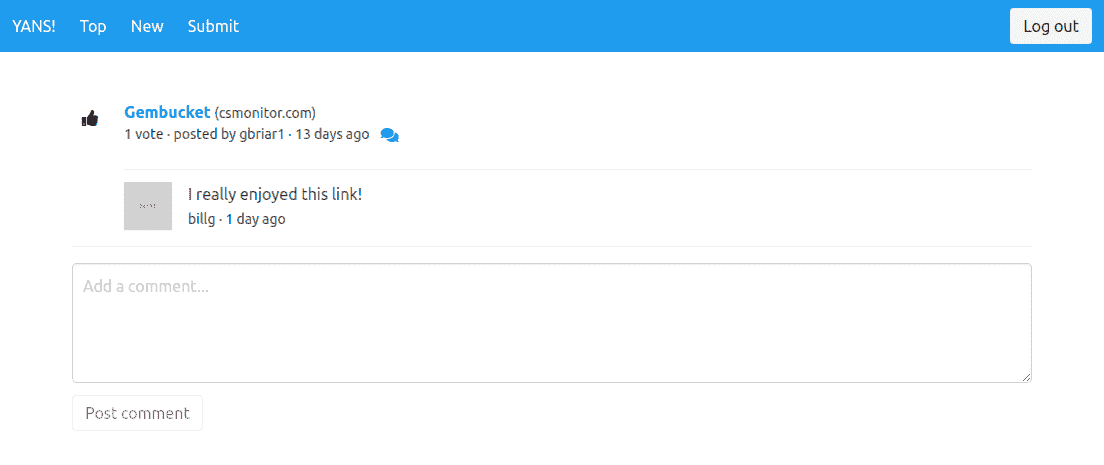 YANS! Top New Submit Log out
Gembucket (csmonitor.com)
1 vote · posted by gbriar1 · 13 days ago
I really enjoyed this link!
billg · 1 day ago
Add a comment...
Post comment